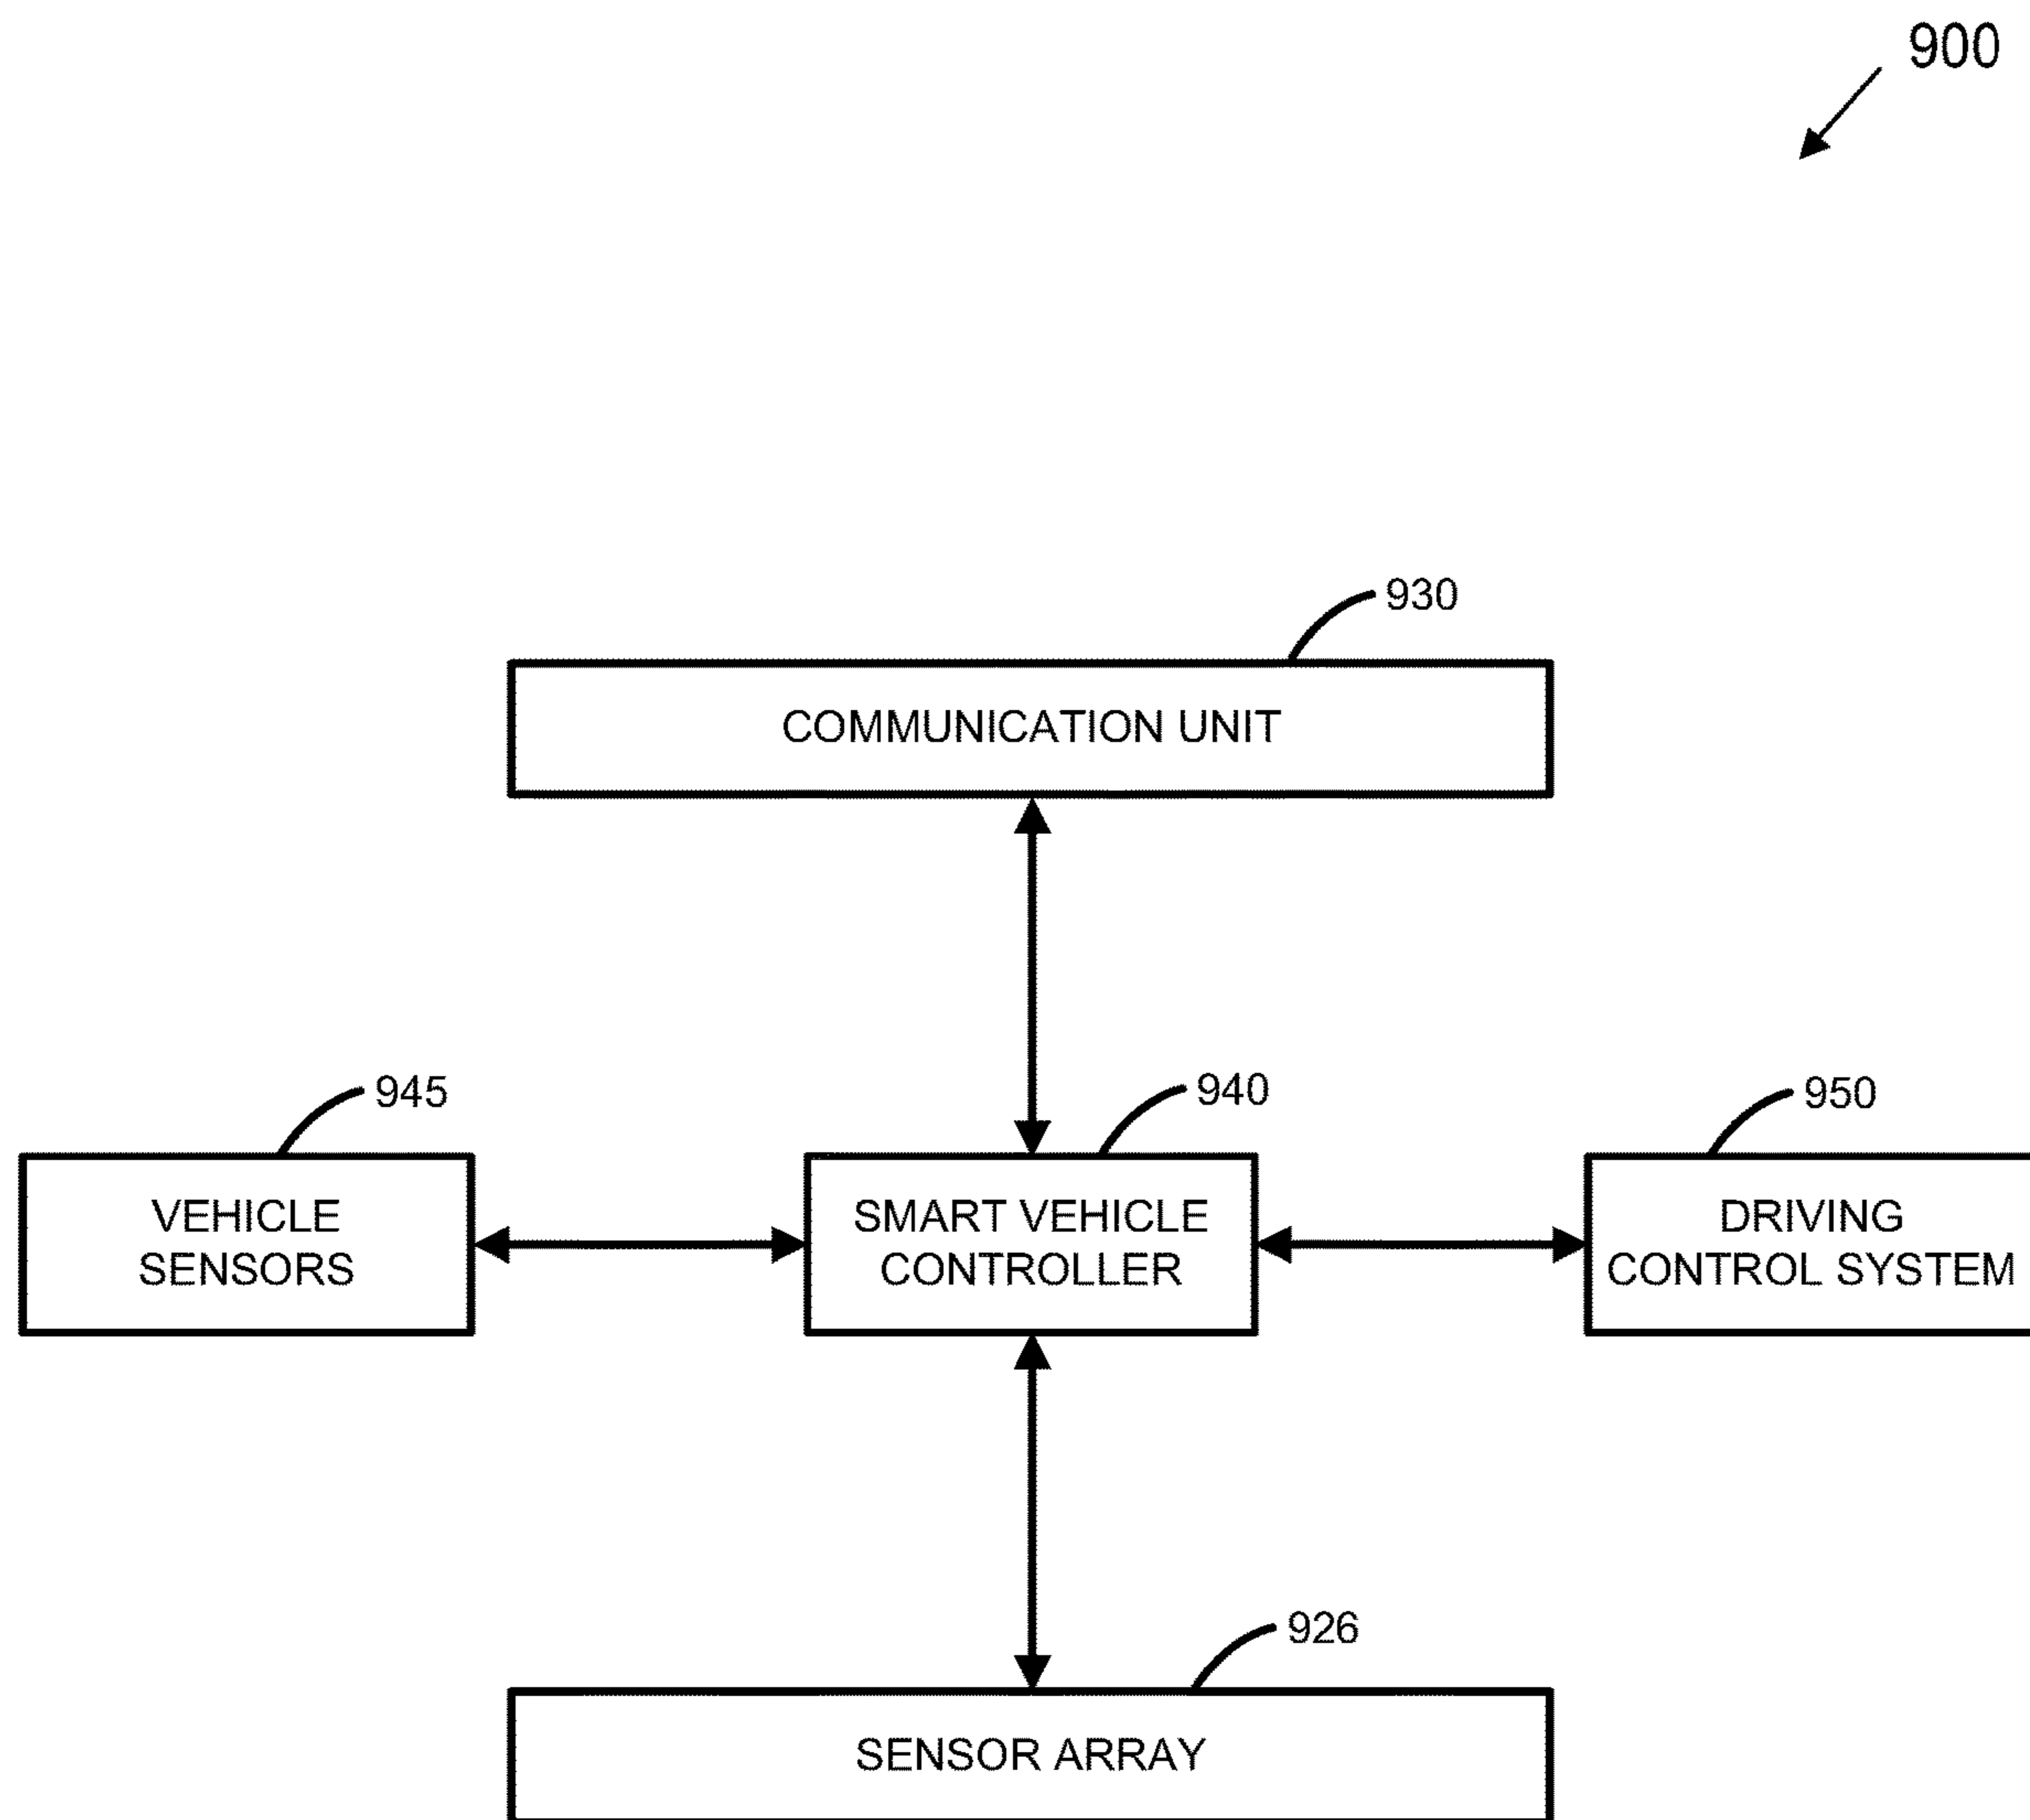 900
930
COMMUNICATION UNIT
945
940
950
VEHICLE
SENSORS
SMART VEHICLE
CONTROLLER
DRIVING
CONTROL SYSTEM
926
SENSOR ARRAY